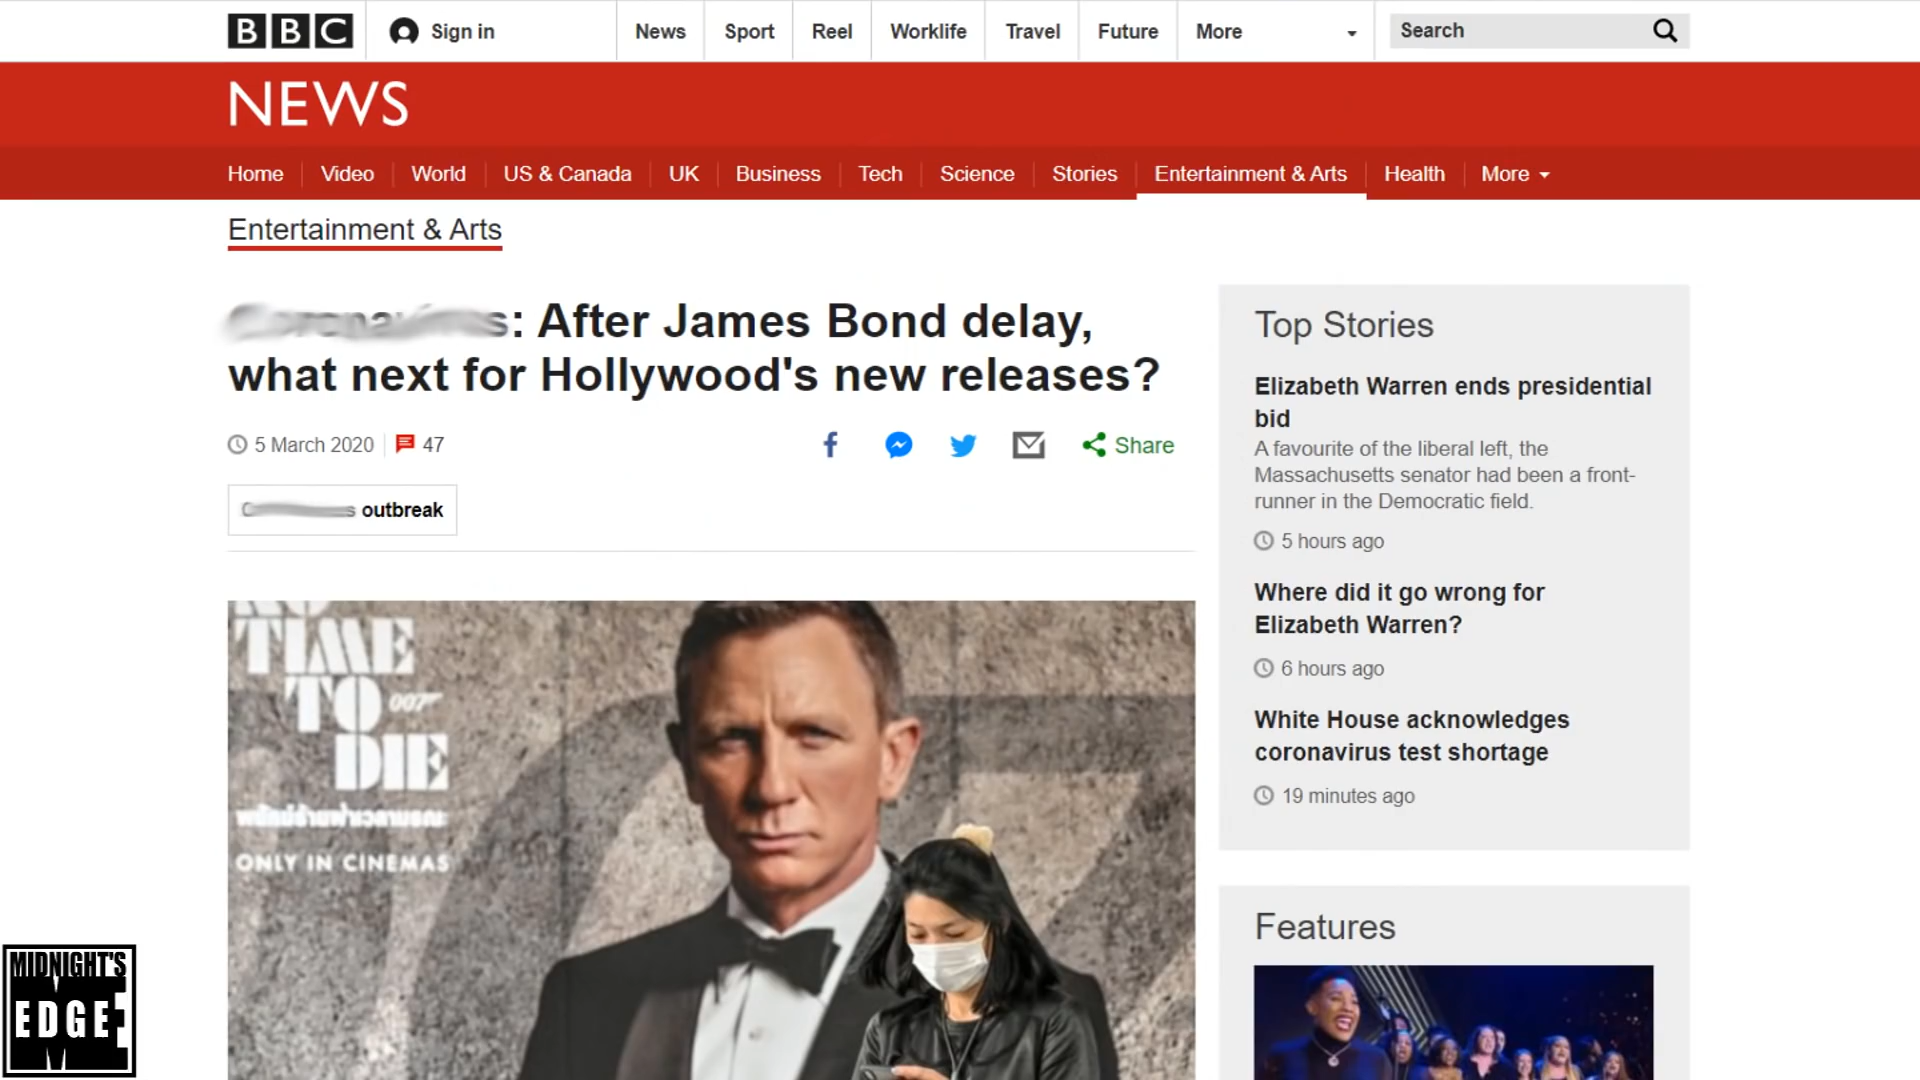 BBC
Sign in
News
Sport
Reel
Worklife
Travel
Future
More
Search
NEWS
Home
Video
World
US & Canada
UK
Business
Tech
Science
Stories
Entertainment & Arts
Health
More
Entertainment & Arts
: After James Bond delay,
what next for Hollywood's new releases?
5 March 2020
47
Share
outbreak
NO
TIME
TO
007
DIE
ONLY IN CINEMAS
Top Stories
Elizabeth Warren ends presidential
bid
A favourite of the liberal left, the
Massachusetts senator had been a front-
runner in the Democratic field.
5 hours ago
Where did it go wrong for
Elizabeth Warren?
6 hours ago
White House acknowledges
coronavirus test shortage
19 minutes ago
Features
MIDNIGHT'S
EDGE